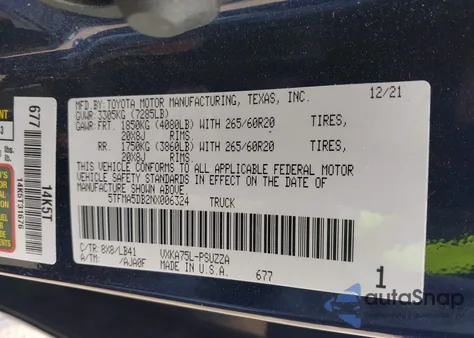 MFD.BY: TOYOTA MOTOR MANUFACTURING, TEXAS, INC. 12/21
GVWR: 3305KG (7285LB)
GAWR: FRT. 1850KG (4080LB) WITH 265/60R20 TIRES,
20X8J RIMS,
RR. 1750KG (3860LB) WITH 265/60R20 TIRES,
20X8J RIMS.
THIS VEHICLE CONFORMS TO ALL APPLICABLE FEDERAL MOTOR
VEHICLE SAFETY STANDARDS IN EFFECT ON THE DATE OF
MANUFACTURE SHOWN ABOVE.
5TFMA5DB2NX006324 TRUCK
C/TR: 8X8/LB41 VXKA75L-PSUZZA
A/TM: /AJA0F MADE IN U.S.A.
677
1
677
14K5T
14K5T31676
autoSnap